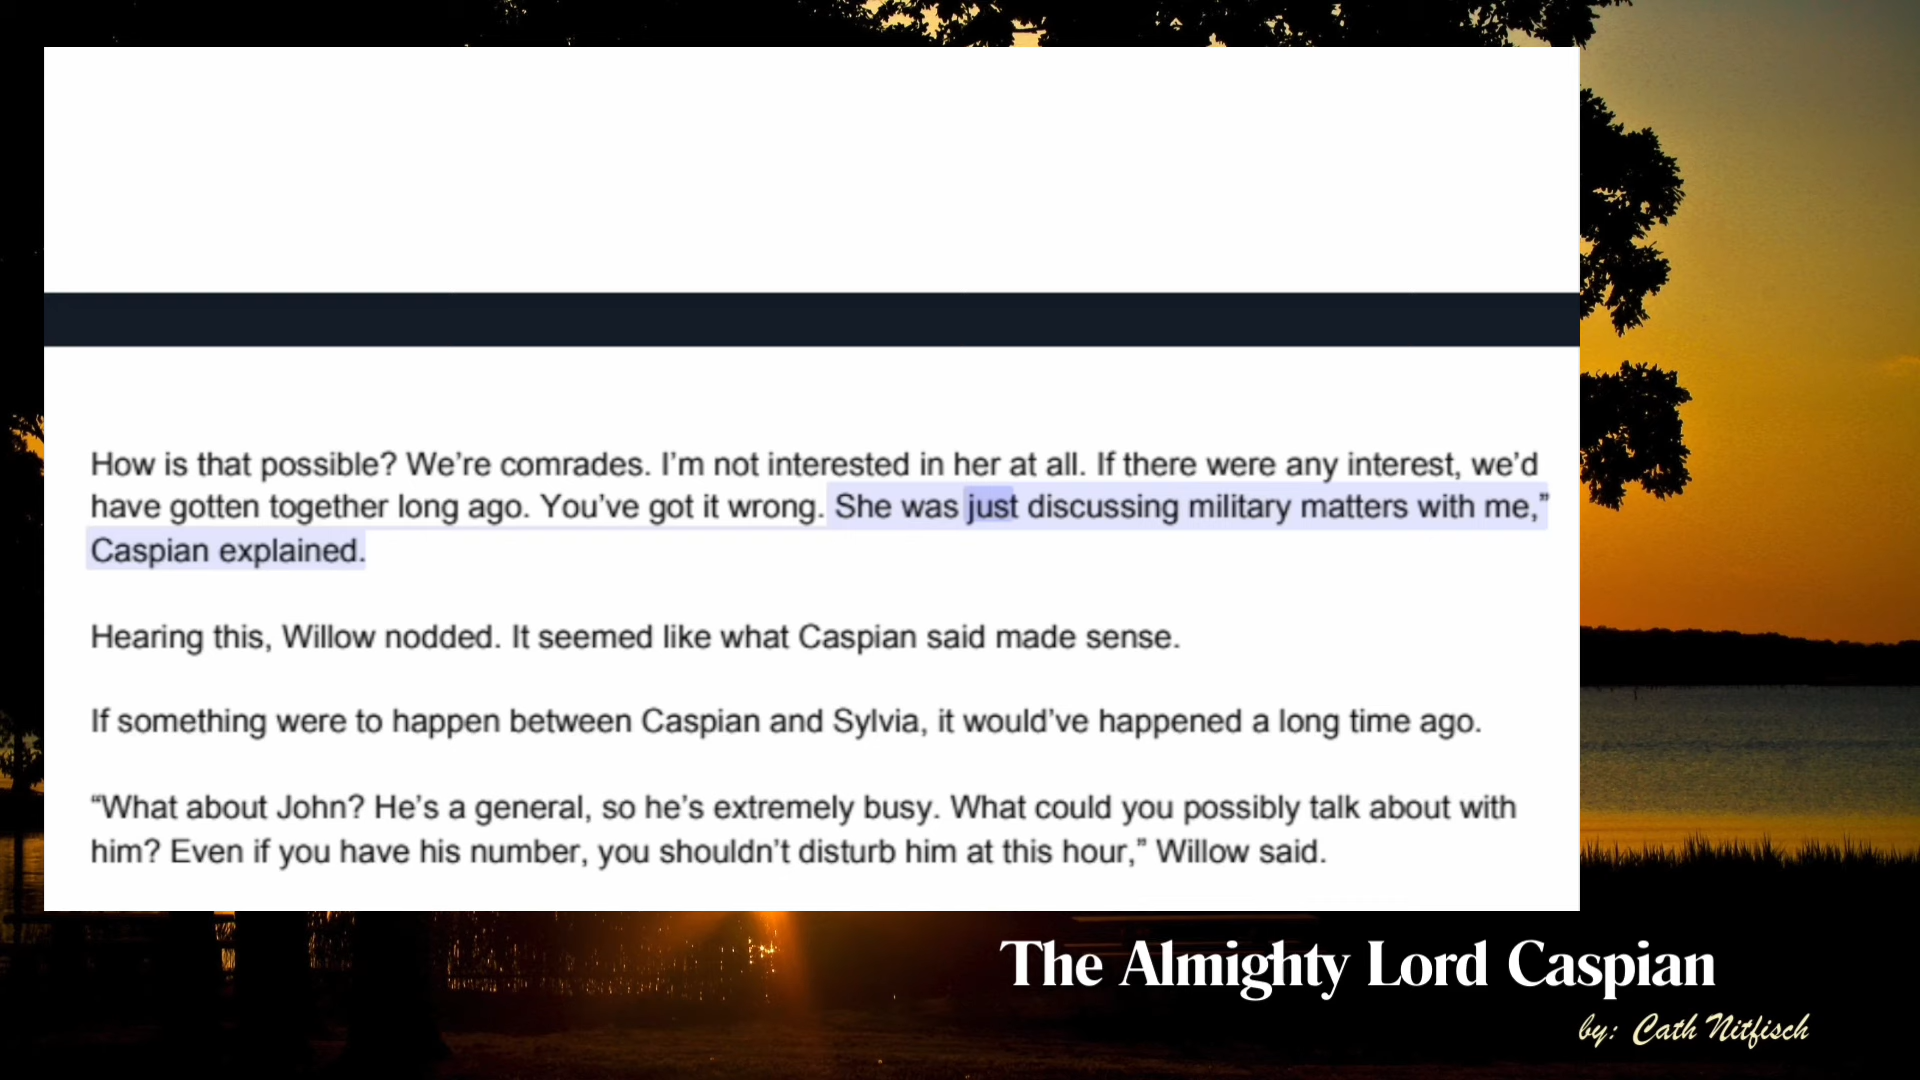 How is that possible? We’re comrades. I’m not interested in her at all. If there were any interest, we’d
have gotten together long ago. You’ve got it wrong. She was just discussing military matters with me,”
Caspian explained.
Hearing this, Willow nodded. It seemed like what Caspian said made sense.
If something were to happen between Caspian and Sylvia, it would’ve happened a long time ago.
“What about John? He’s a general, so he’s extremely busy. What could you possibly talk about with
him? Even if you have his number, you shouldn’t disturb him at this hour,” Willow said.
The Almighty Lord Caspian
by: Cath Nitfisch